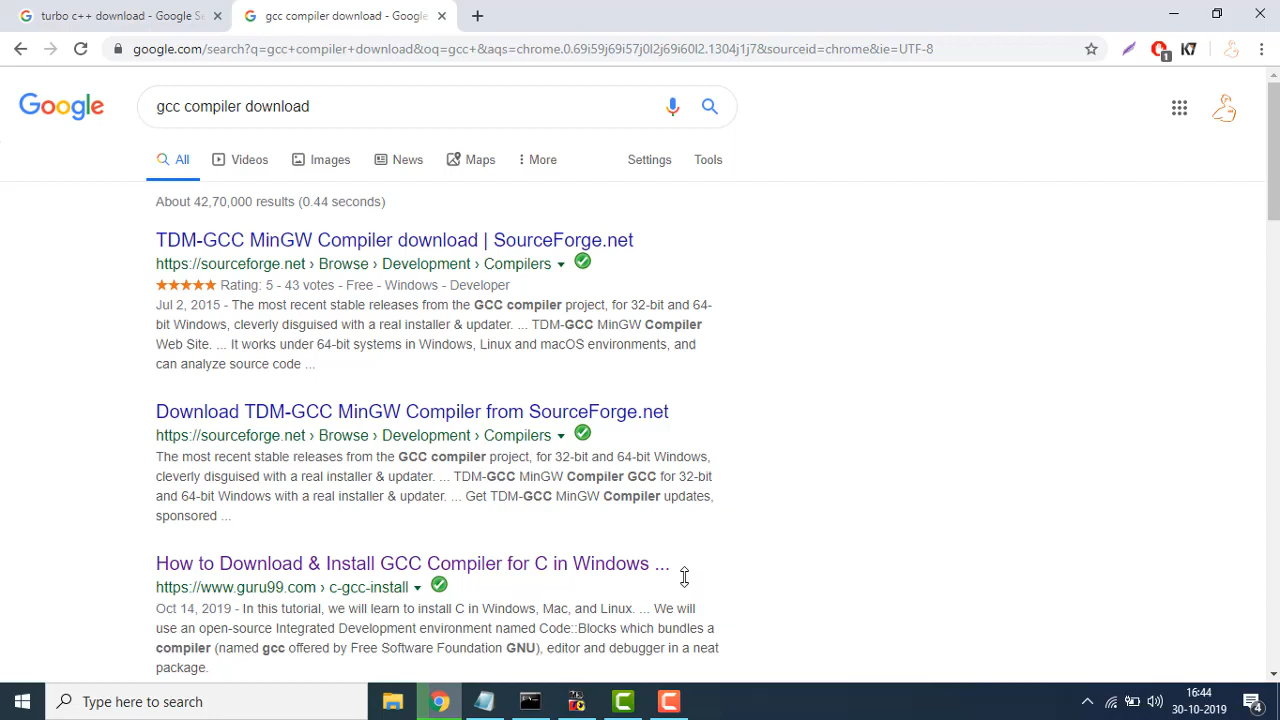 turbo c++ download - Google Se
gcc compiler download - Google
google.com/search?q=gcc+compiler+download&oq=gcc+&aqs=chrome.0.69i59j69i57j0l2j69i60l2.1304j1j7&sourceid=chrome&ie=UTF-8
1
K7
Google
gcc compiler download
All
Videos
Images
News
Maps
More
Settings
Tools
About 42,70,000 results (0.44 seconds)
TDM-GCC MinGW Compiler download | SourceForge.net
https://sourceforge.net › Browse › Development › Compilers
Rating: 5 - 43 votes - Free - Windows - Developer
Jul 2, 2015 - The most recent stable releases from the GCC compiler project, for 32-bit and 64-
bit Windows, cleverly disguised with a real installer & updater. ... TDM-GCC MinGW Compiler
Web Site. ... It works under 64-bit systems in Windows, Linux and macOS environments, and
can analyze source code ...
Download TDM-GCC MinGW Compiler from SourceForge.net
https://sourceforge.net › Browse › Development › Compilers
The most recent stable releases from the GCC compiler project, for 32-bit and 64-bit Windows,
cleverly disguised with a real installer & updater. ... TDM-GCC MinGW Compiler GCC for 32-bit
and 64-bit Windows with a real installer & updater. ... Get TDM-GCC MinGW Compiler updates,
sponsored ...
How to Download & Install GCC Compiler for C in Windows ...
https://www.guru99.com › c-gcc-install
Oct 14, 2019 - In this tutorial, we will learn to install C in Windows, Mac, and Linux. ... We will
use an open-source Integrated Development environment named Code::Blocks which bundles a
compiler (named gcc offered by Free Software Foundation GNU), editor and debugger in a neat
package.
Type here to search
16:44
30-10-2019
4